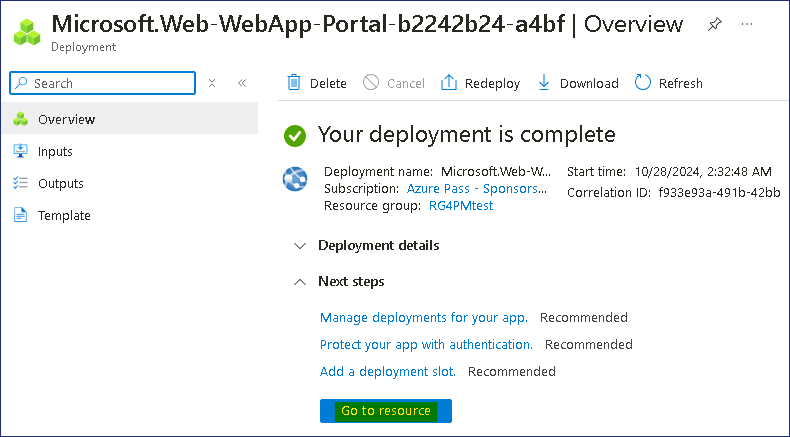 Microsoft.Web-WebApp-Portal-b2242b24-a4bf | Overview
Deployment
Search
Delete
Cancel
Redeploy
Download
Refresh
Overview
Inputs
Outputs
Template
Your deployment is complete
Deployment name: Microsoft.Web-W...
Subscription: Azure Pass - Sponsors...
Resource group: RG4PMtest
Start time: 10/28/2024, 2:32:48 AM
Correlation ID: f933e93a-491b-42bb
Deployment details
Next steps
Manage deployments for your app. Recommended
Protect your app with authentication. Recommended
Add a deployment slot. Recommended
Go to resource